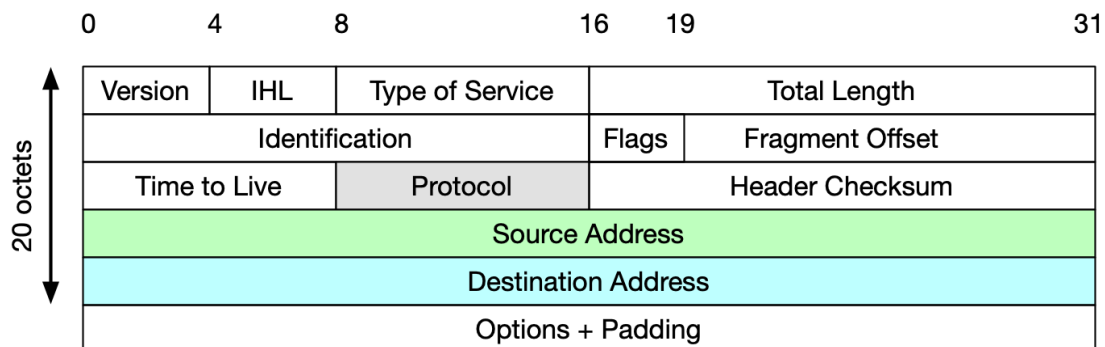 0 4 8 16 19 31
Version IHL Type of Service Total Length
Identification Flags Fragment Offset
Time to Live Protocol Header Checksum
Source Address
Destination Address
Options + Padding
20 octets